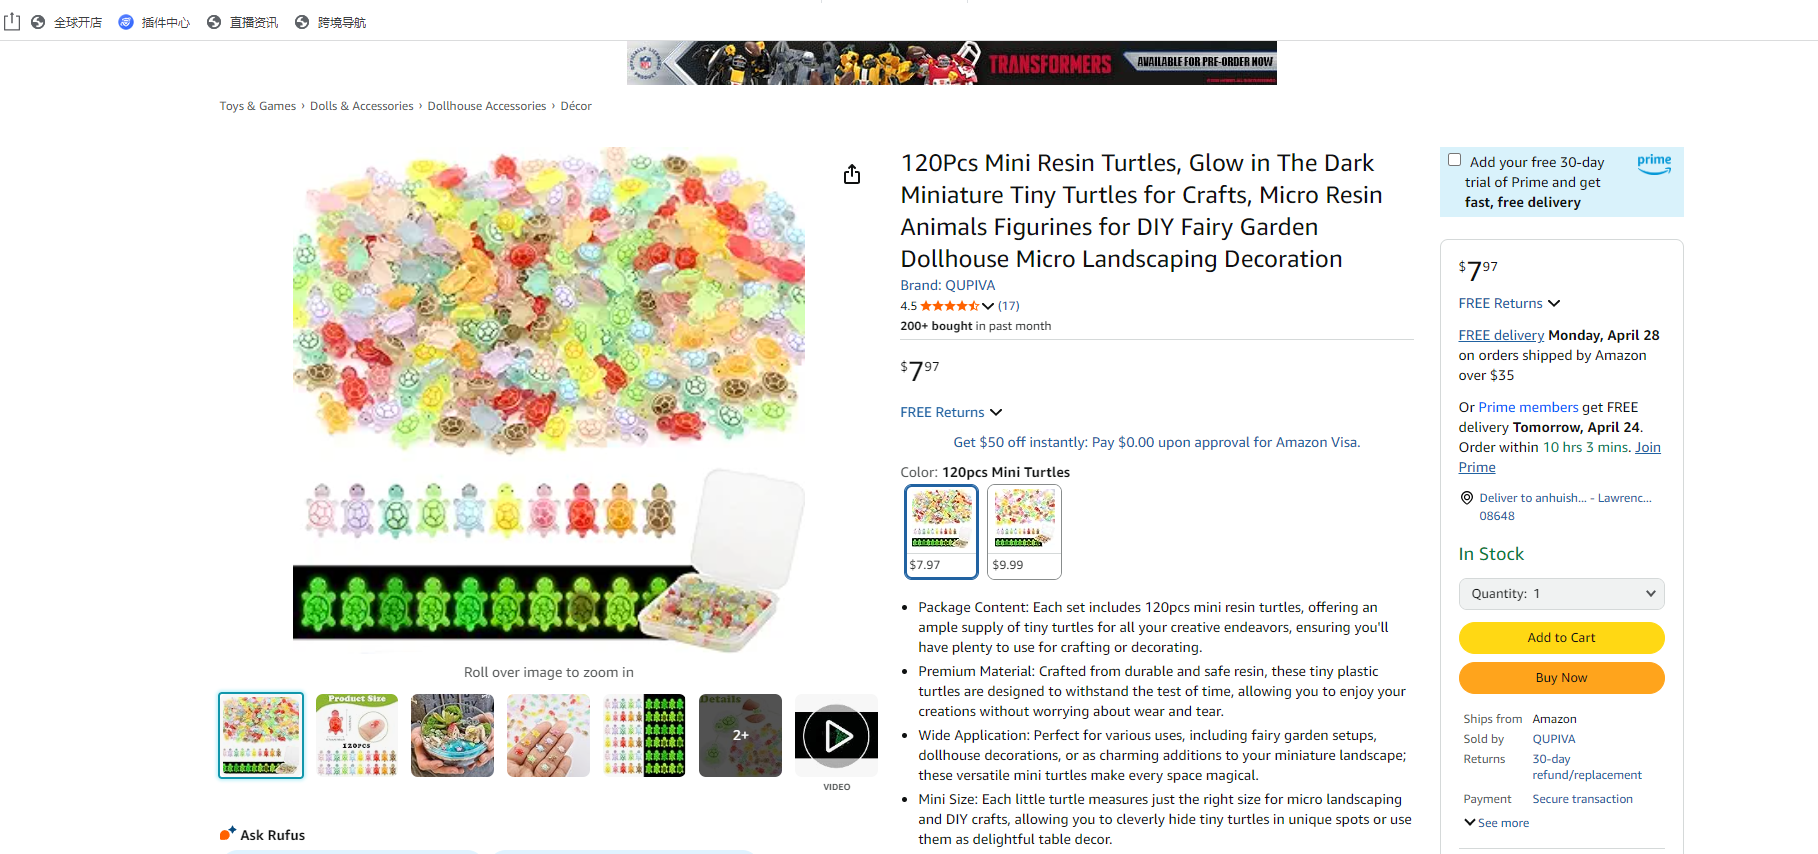 全球开店
插件中心
直播资讯
跨境导航
OFFICIALLY LICENSED PRODUCT
NFL
TRANSFORMERS
AVAILABLE FOR PRE-ORDER NOW
Toys & Games › Dolls & Accessories › Dollhouse Accessories › Décor
120Pcs Mini Resin Turtles, Glow in The Dark
Miniature Tiny Turtles for Crafts, Micro Resin
Animals Figurines for DIY Fairy Garden
Dollhouse Micro Landscaping Decoration
Brand: QUPIVA
4.5 (17)
200+ bought in past month
$7 97
FREE Returns
Get $50 off instantly: Pay $0.00 upon approval for Amazon Visa.
Color: 120pcs Mini Turtles
$7.97
$9.99
Package Content: Each set includes 120pcs mini resin turtles, offering an
ample supply of tiny turtles for all your creative endeavors, ensuring you'll
have plenty to use for crafting or decorating.
Premium Material: Crafted from durable and safe resin, these tiny plastic
turtles are designed to withstand the test of time, allowing you to enjoy your
creations without worrying about wear and tear.
Wide Application: Perfect for various uses, including fairy garden setups,
dollhouse decorations, or as charming additions to your miniature landscape;
these versatile mini turtles make every space magical.
Mini Size: Each little turtle measures just the right size for micro landscaping
and DIY crafts, allowing you to cleverly hide tiny turtles in unique spots or use
them as delightful table decor.
Roll over image to zoom in
Product Size
120PCS
Details
2+
VIDEO
Ask Rufus
Add your free 30-day
trial of Prime and get
fast, free delivery
prime
$7 97
FREE Returns
FREE delivery Monday, April 28
on orders shipped by Amazon
over $35
Or Prime members get FREE
delivery Tomorrow, April 24.
Order within 10 hrs 3 mins. Join
Prime
Deliver to anhuish... - Lawrenc...
08648
In Stock
Quantity: 1
Add to Cart
Buy Now
Ships from Amazon
Sold by QUPIVA
Returns 30-day
refund/replacement
Payment Secure transaction
See more